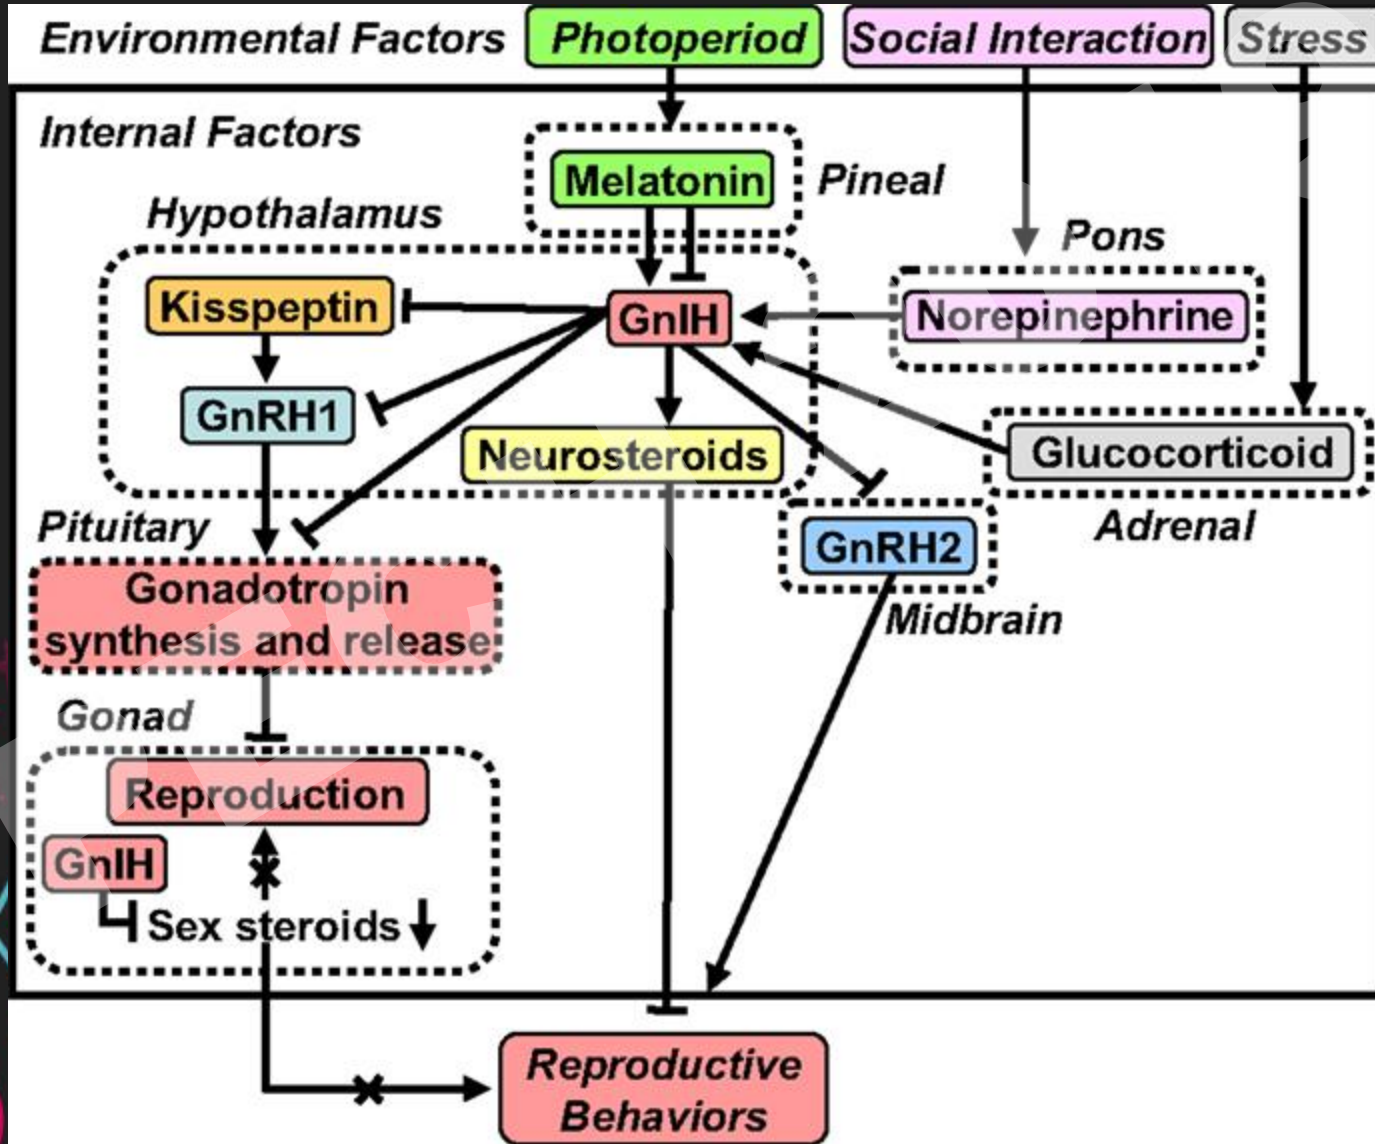 Environmental Factors
Photoperiod
Social Interaction
Stress
Internal Factors
Melatonin
Pineal
Hypothalamus
Pons
Kisspeptin
GnIH
Norepinephrine
GnRH1
Neurosteroids
Glucocorticoid
Adrenal
Pituitary
GnRH2
Midbrain
Gonadotropin
synthesis and release
Gonad
Reproduction
GnIH
Sex steroids
Reproductive
Behaviors